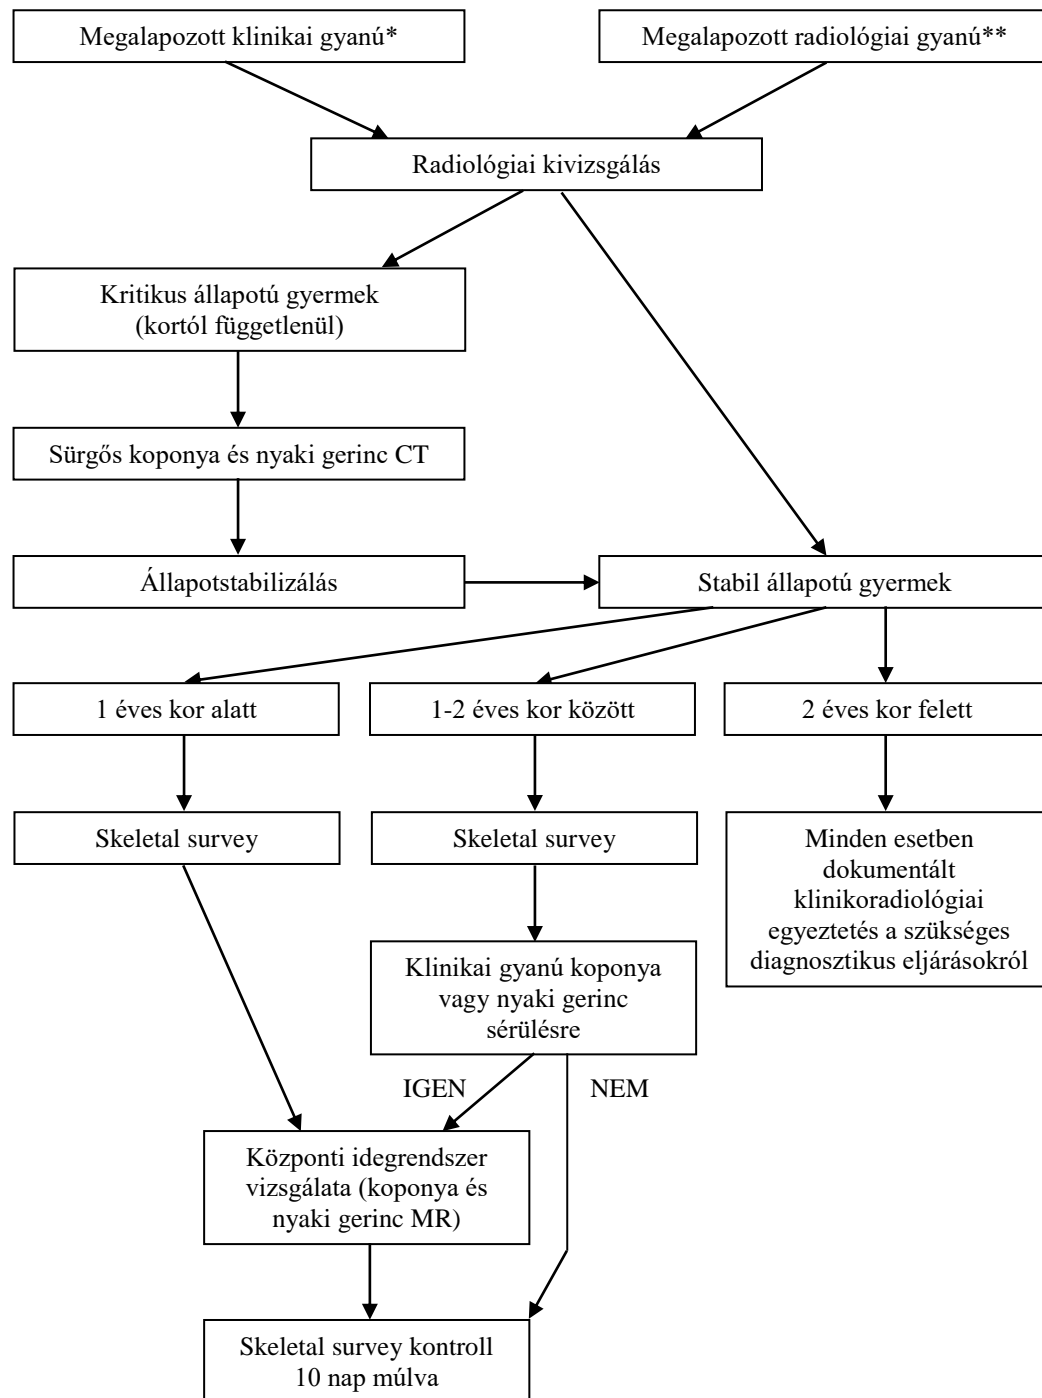 Megalapozott klinikai gyanú*
Megalapozott radiológiai gyanú**
Radiológiai kivizsgálás
Kritikus állapotú gyermek
(kortól függetlenül)
Sürgős koponya és nyaki gerinc CT
Állapotstabilizálás
Stabil állapotú gyermek
1 éves kor alatt
1-2 éves kor között
2 éves kor felett
Skeletal survey
Skeletal survey
Minden esetben
dokumentált
klinikoradiológiai
egyeztetés a szükséges
diagnosztikus eljárásokról
Klinikai gyanú koponya
vagy nyaki gerinc
sérülésre
IGEN
NEM
Központi idegrendszer
vizsgálata (koponya és
nyaki gerinc MR)
Skeletal survey kontroll
10 nap múlva